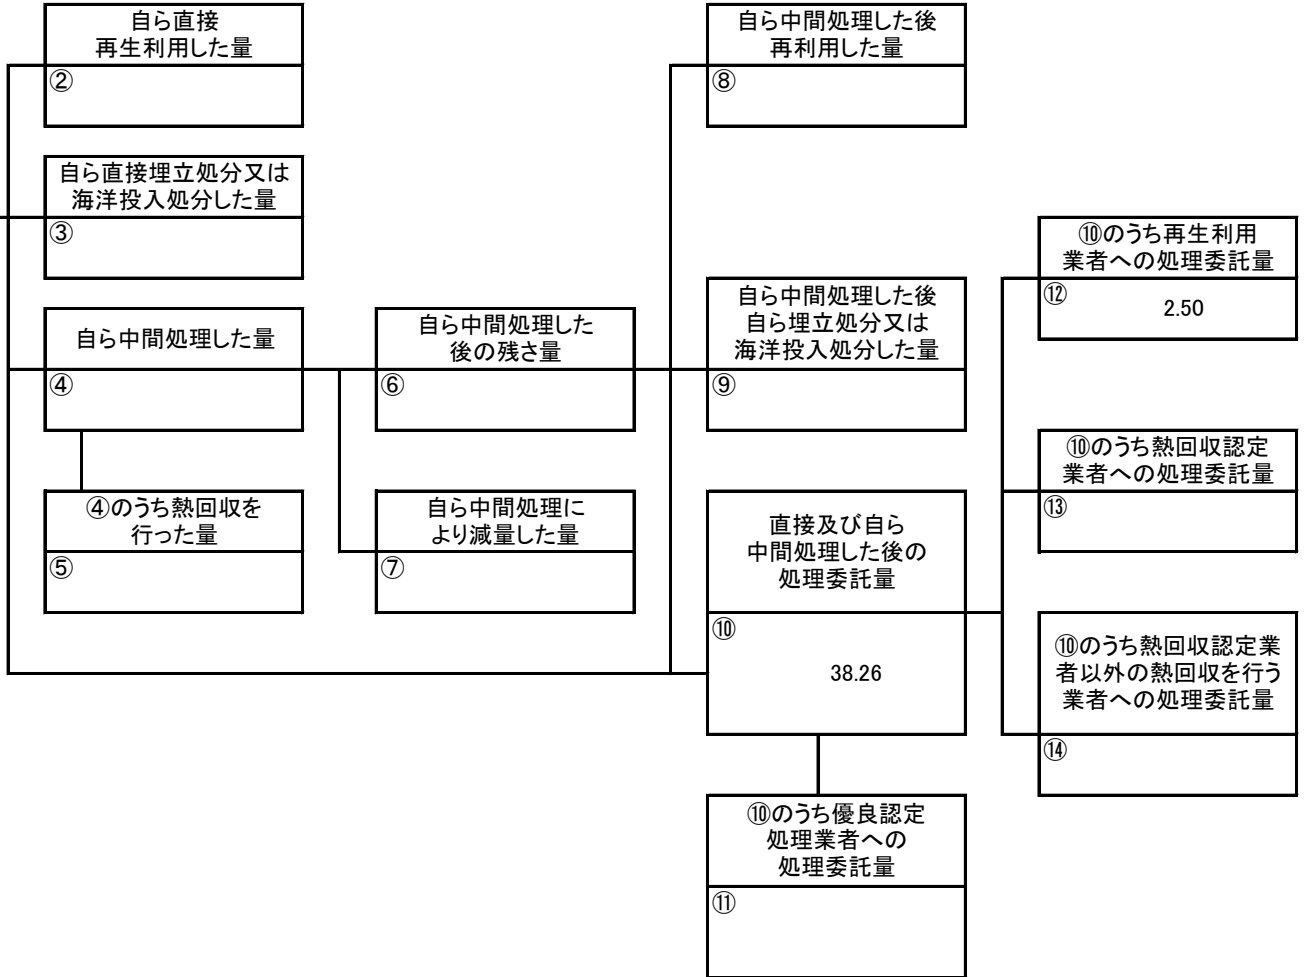 自ら直接
再生利用した量
②
自ら中間処理した後
再利用した量
⑧
自ら直接埋立処分又は
海洋投入処分した量
③
⑩のうち再生利用
業者への処理委託量
⑫
2.50
自ら中間処理した量
④
自ら中間処理した
後の残さ量
⑥
自ら中間処理した後
自ら埋立処分又は
海洋投入処分した量
⑨
⑩のうち熱回収認定
業者への処理委託量
⑬
④のうち熱回収を
行った量
⑤
自ら中間処理に
より減量した量
⑦
直接及び自ら
中間処理した後の
処理委託量
⑩
38.26
⑩のうち熱回収認定業
者以外の熱回収を行う
業者への処理委託量
⑭
⑩のうち優良認定
処理業者への
処理委託量
⑪